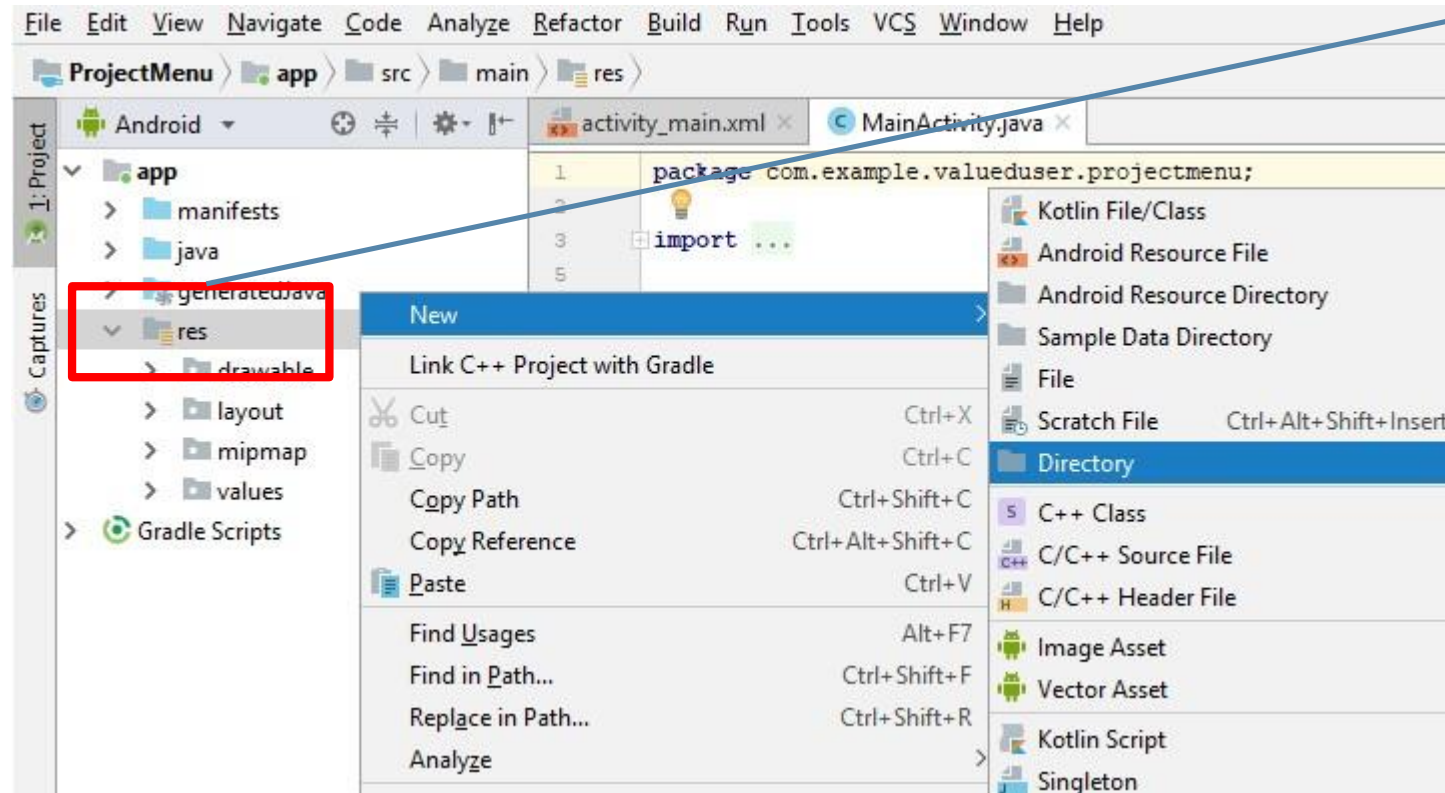 File Edit View Navigate Code Analyze Refactor Build Run Tools VCS Window Help
ProjectMenu app src main res
1: Project
Captures
Android
app
manifests
java
generatedJava
res
drawable
layout
mipmap
values
Gradle Scripts
activity_main.xml MainActivity.java
1 package com.example.valueduser.projectmenu;
2
3 import ...
5
New
Link C++ Project with Gradle
Cut Ctrl+X
Copy Ctrl+C
Copy Path Ctrl+Shift+C
Copy Reference Ctrl+Alt+Shift+C
Paste Ctrl+V
Find Usages Alt+F7
Find in Path... Ctrl+Shift+F
Replace in Path... Ctrl+Shift+R
Analyze
Kotlin File/Class
Android Resource File
Android Resource Directory
Sample Data Directory
File
Scratch File Ctrl+Alt+Shift+Insert
Directory
S C++ Class
C++ C/C++ Source File
H C/C++ Header File
Image Asset
Vector Asset
Kotlin Script
Singleton